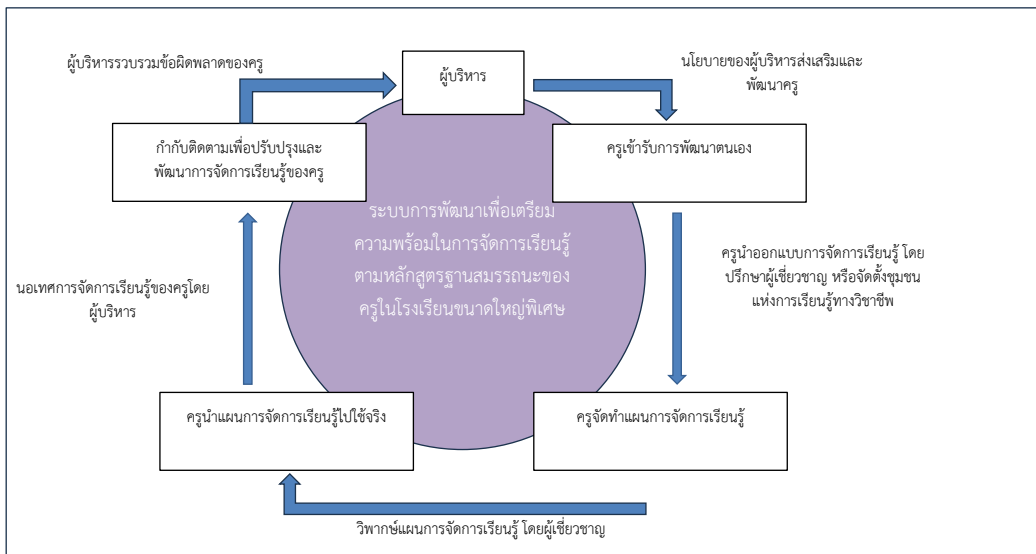 ผู้บริหารรวบรวมข้อผิดพลาดของครู
ผู้บริหาร
นโยบายของผู้บริหารส่งเสริมและ
พัฒนาครู
กำกับติดตามเพื่อปรับปรุงและ
พัฒนาการจัดการเรียนรู้ของครู
ครูเข้ารับการพัฒนาตนเอง
ระบบการพัฒนาเพื่อเตรียม
ความพร้อมในการจัดการเรียนรู้
ตามหลักสูตรฐานสมรรถนะของ
ครูในโรงเรียนขนาดใหญ่พิเศษ
นอเทศการจัดการเรียนรู้ของครูโดย
ผู้บริหาร
ครูนำออกแบบการจัดการเรียนรู้ โดย
ปรึกษาผู้เชี่ยวชาญ หรือจัดตั้งชุมชน
แห่งการเรียนรู้ทางวิชาชีพ
ครูนำแผนการจัดการเรียนรู้ไปใช้จริง
ครูจัดทำแผนการจัดการเรียนรู้
วิพากษ์แผนการจัดการเรียนรู้ โดยผู้เชี่ยวชาญ